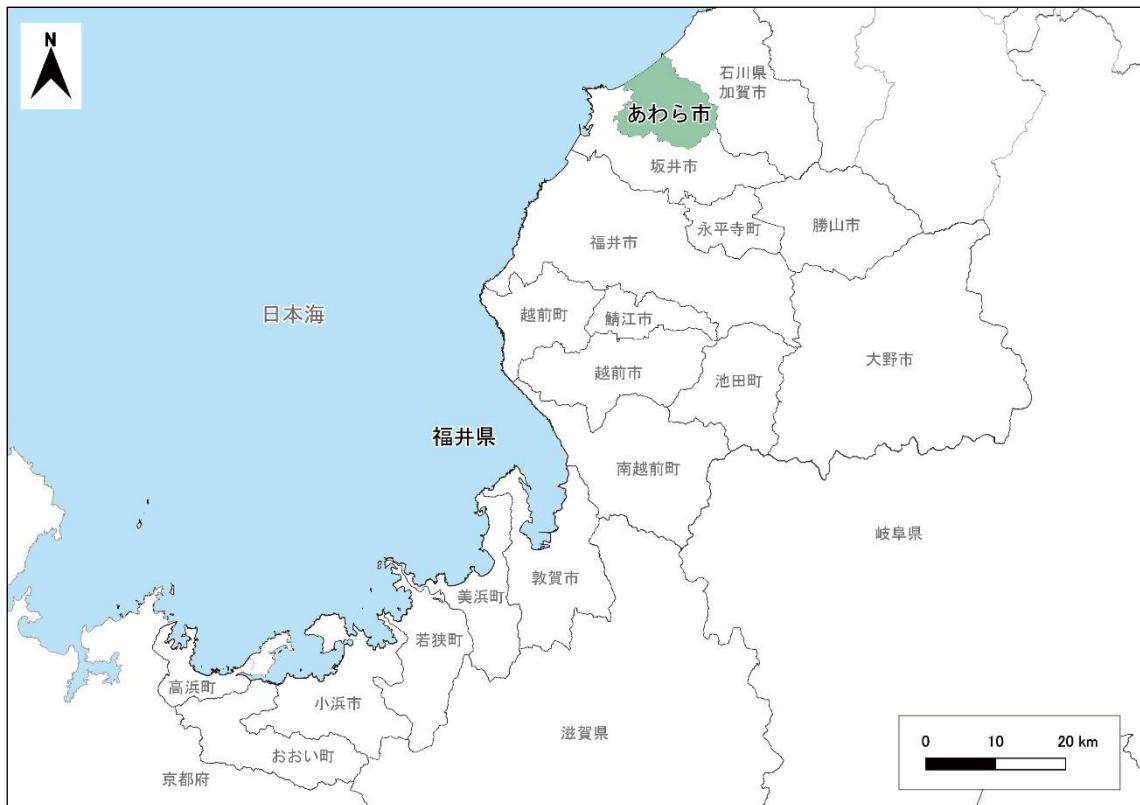 N
石川県
加賀市
あわら市
坂井市
永平寺町
勝山市
福井市
日本海
越前町
鯖江市
大野市
越前市
池田町
福井県
南越前町
岐阜県
敦賀市
美浜町
若狭町
高浜町
小浜市
滋賀県
おおい町
京都府
0 10 20 km